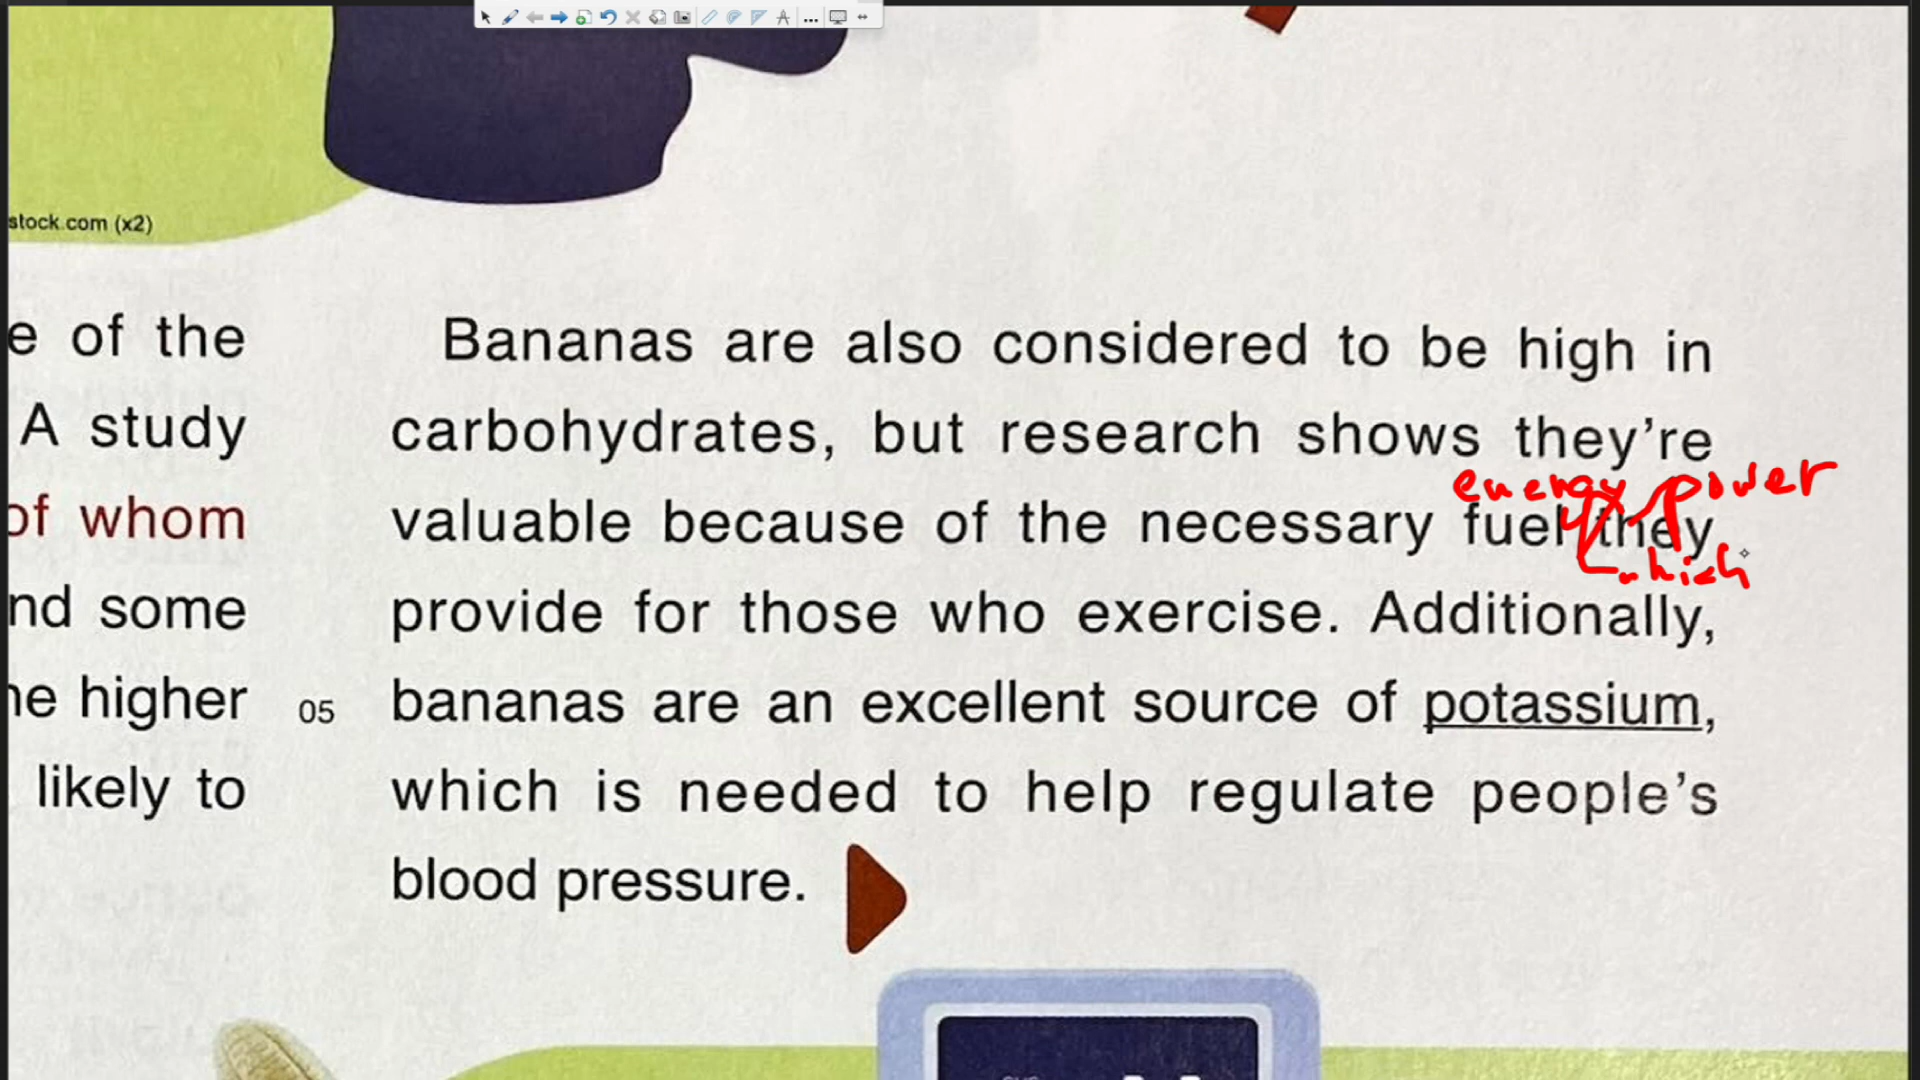 stock.com (x2)
e of the
A study
of whom
nd some
he higher
likely to
Bananas are also considered to be high in
carbohydrates, but research shows they're
energy power
valuable because of the necessary fuel they
which
provide for those who exercise. Additionally,
05 bananas are an excellent source of potassium,
which is needed to help regulate people's
blood pressure.